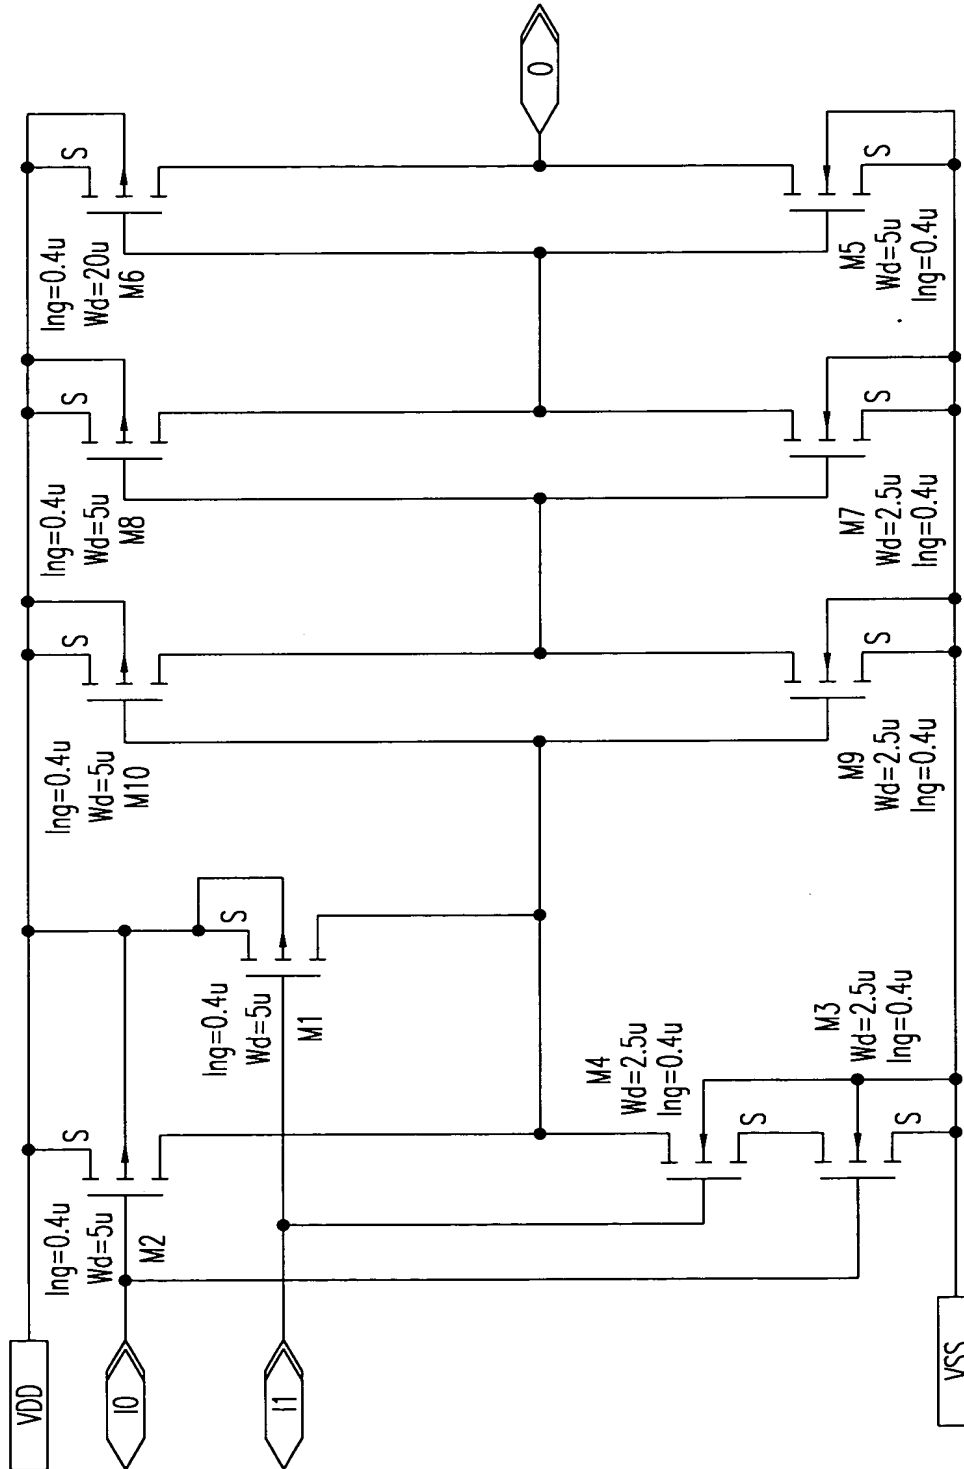 VDD
I0
I1
VSS
lng=0.4u
Wd=5u
M2
S
lng=0.4u
Wd=5u
M1
S
M4
Wd=2.5u
lng=0.4u
S
M3
Wd=2.5u
lng=0.4u
S
lng=0.4u
Wd=5u
M10
S
M9
Wd=2.5u
lng=0.4u
S
lng=0.4u
Wd=5u
M8
S
M7
Wd=2.5u
lng=0.4u
S
lng=0.4u
Wd=20u
M6
S
M5
Wd=5u
lng=0.4u
S
O